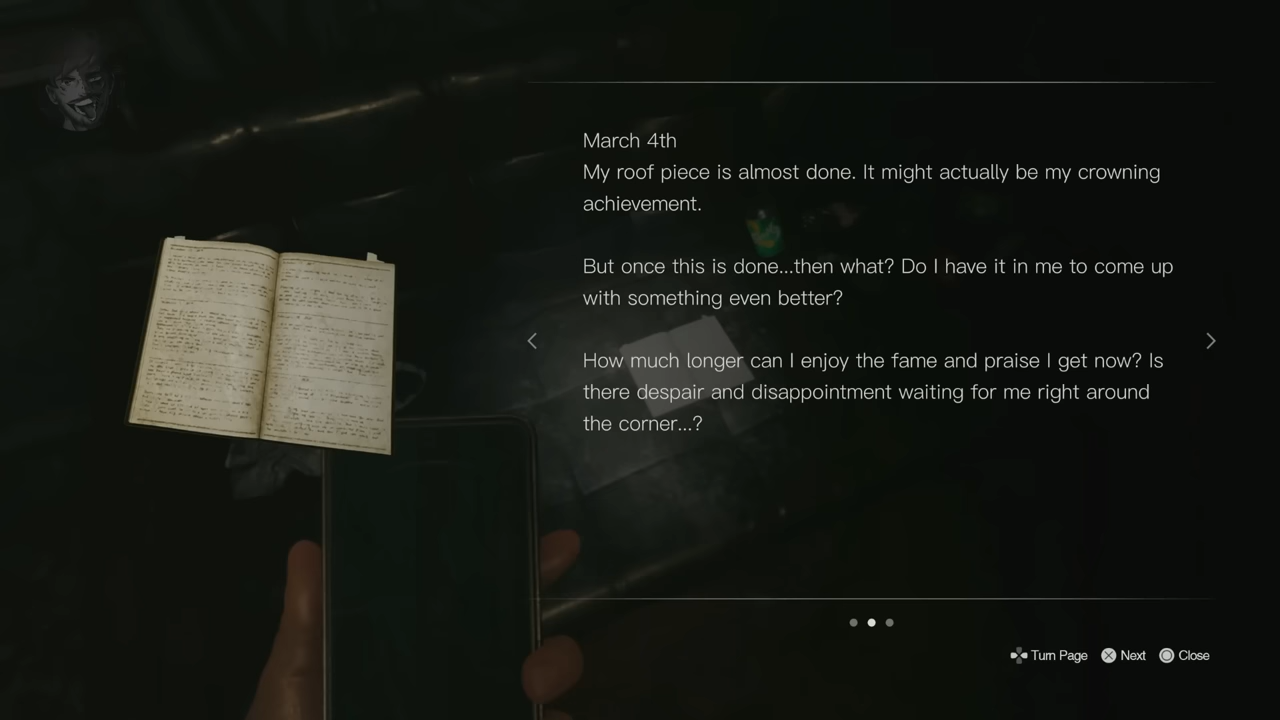 March 4th
My roof piece is almost done. It might actually be my crowning
achievement.
But once this is done...then what? Do I have it in me to come up
with something even better?
How much longer can I enjoy the fame and praise I get now? Is
there despair and disappointment waiting for me right around
the corner...?
Turn Page
Next
Close